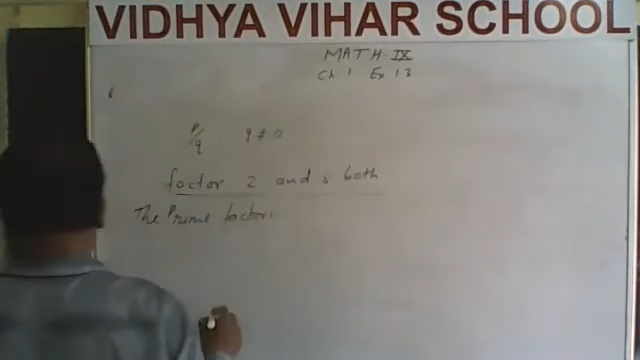 VIDHYA VIHAR SCHOOL
MATH-IX
Ch 1 Ex 1.3
p/q . q ≠ 0
factor 2 and 5 both
The Prime factor